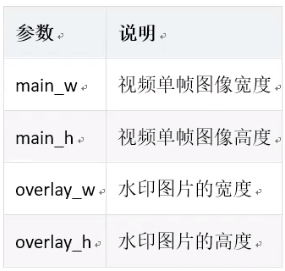 参数 说明
main_w 视频单帧图像宽度
main_h 视频单帧图像高度
overlay_w 水印图片的宽度
overlay_h 水印图片的高度